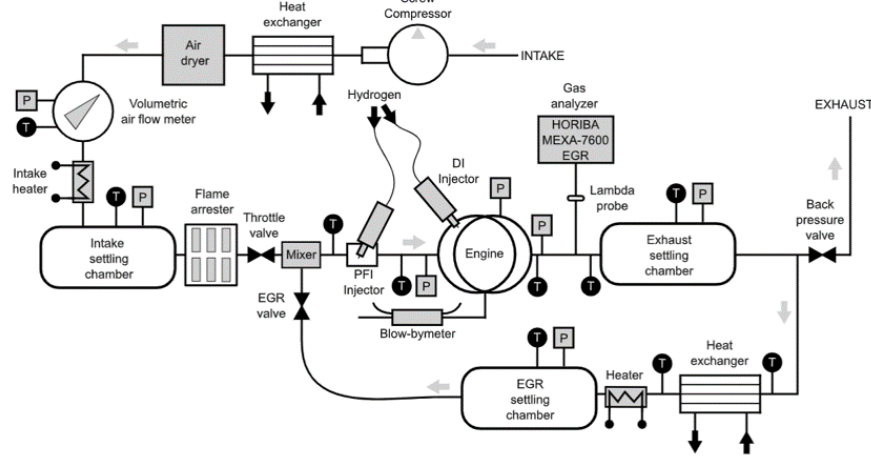 Heat
exchanger
Screw
Compressor
Air
dryer
INTAKE
P
T
Volumetric
air flow meter
Hydrogen
Gas
analyzer
HORIBA
MEXA-7600
EGR
EXHAUST
Intake
heater
T
P
Flame
arrester
Throttle
valve
T
DI
Injector
P
P
Lambda
probe
T
P
Back
pressure
valve
Intake
settling
chamber
Mixer
PFI
Injector
T
P
Engine
T
T
Exhaust
settling
chamber
EGR
valve
Blow-bymeter
T
P
EGR
settling
chamber
Heater
T
Heat
exchanger
T